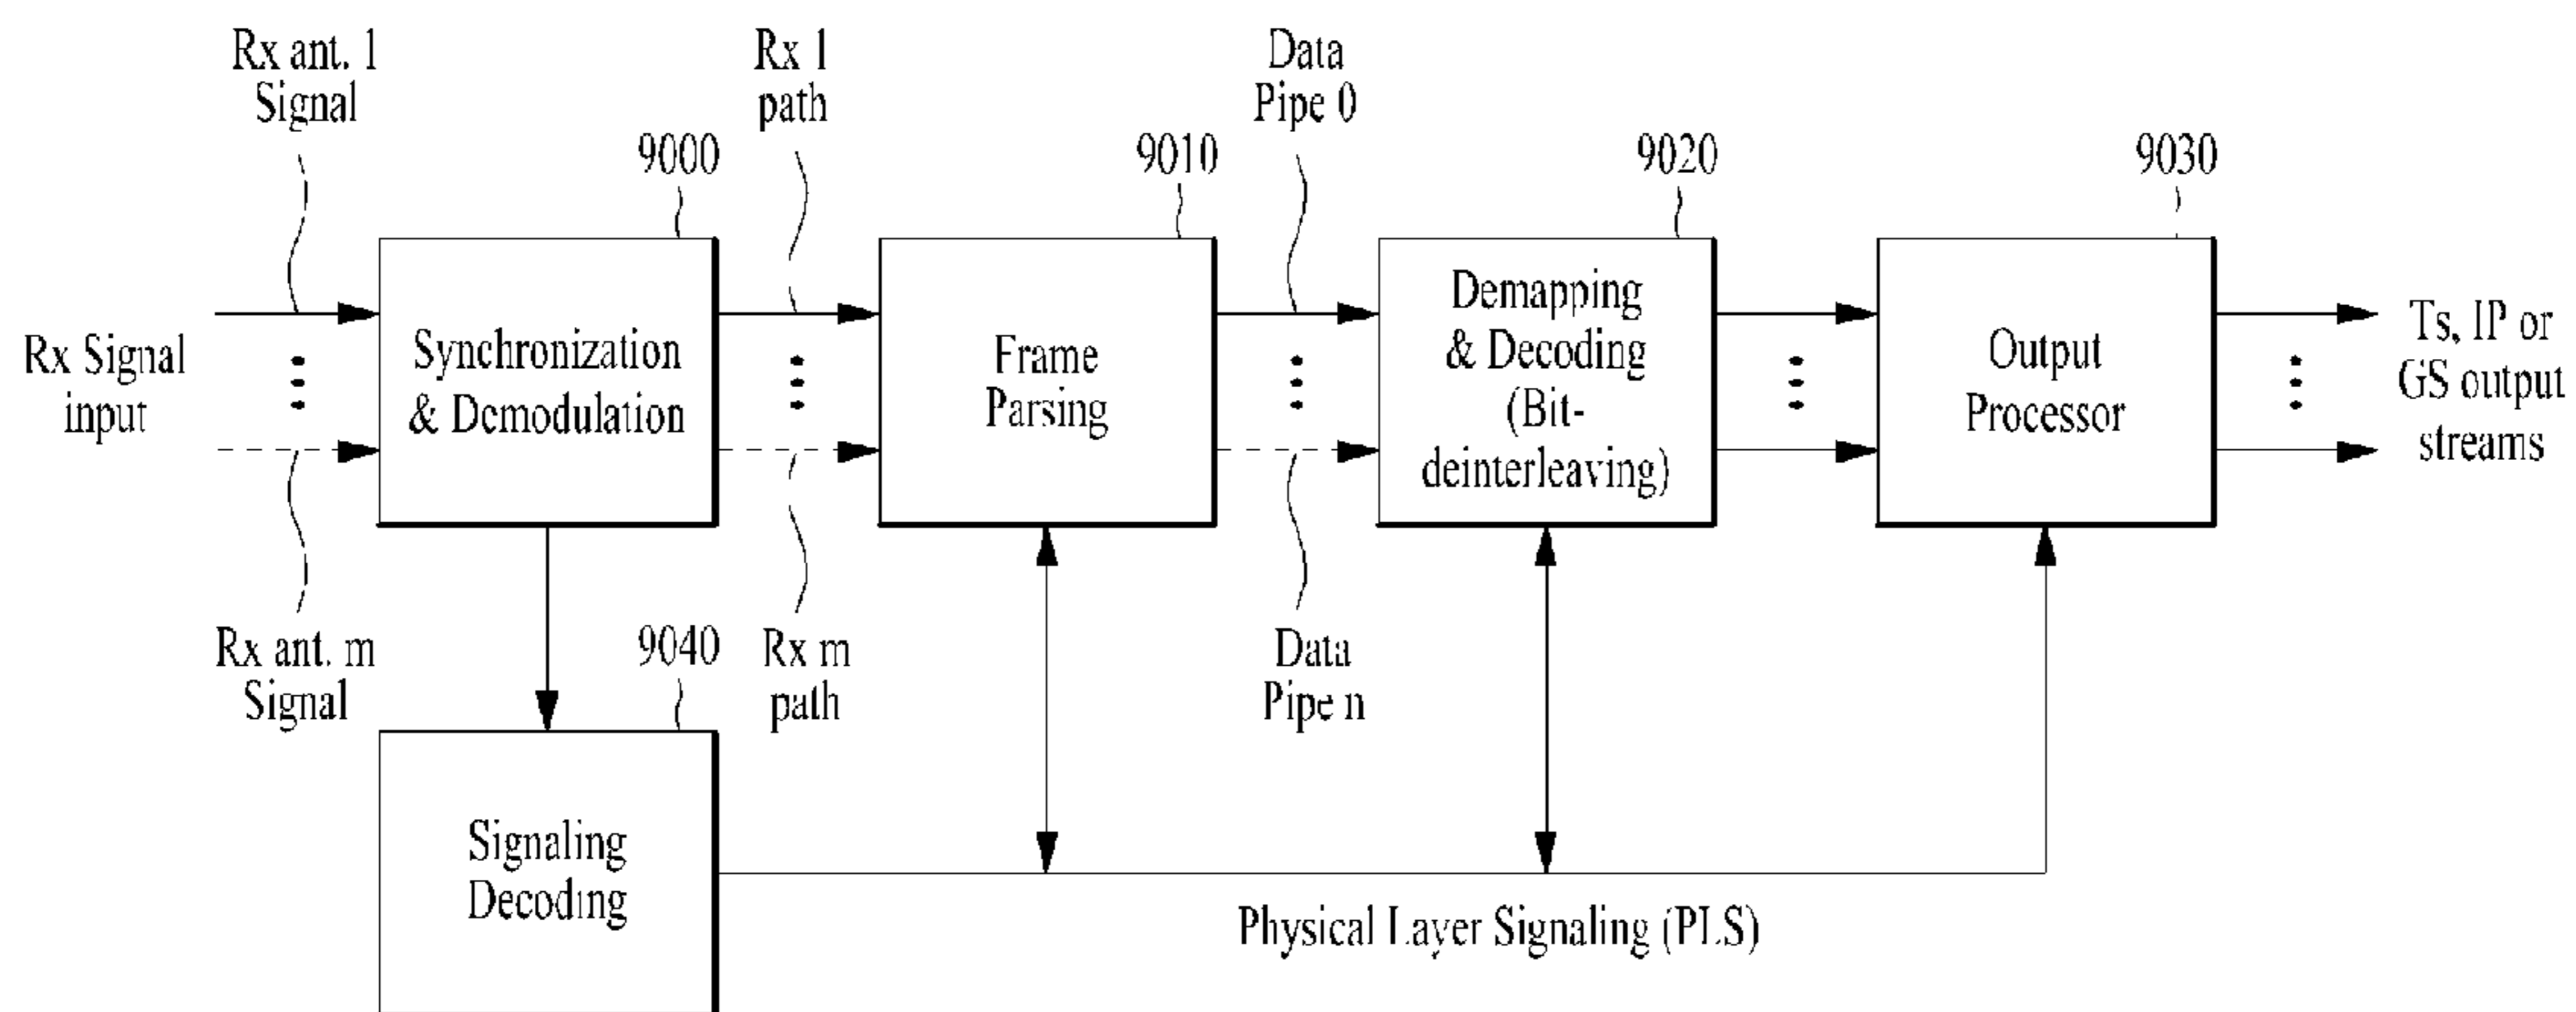 Rx ant. 1
Signal
Rx 1
path
Data
Pipe 0
9000
9010
9020
9030
Rx Signal
input
Synchronization
& Demodulation
Frame
Parsing
Demapping
& Decoding
(Bit-
deinterleaving)
Output
Processor
Ts, IP or
GS output
streams
Rx ant. m
Signal
9040
Rx m
path
Data
Pipe n
Signaling
Decoding
Physical Layer Signaling (PLS)